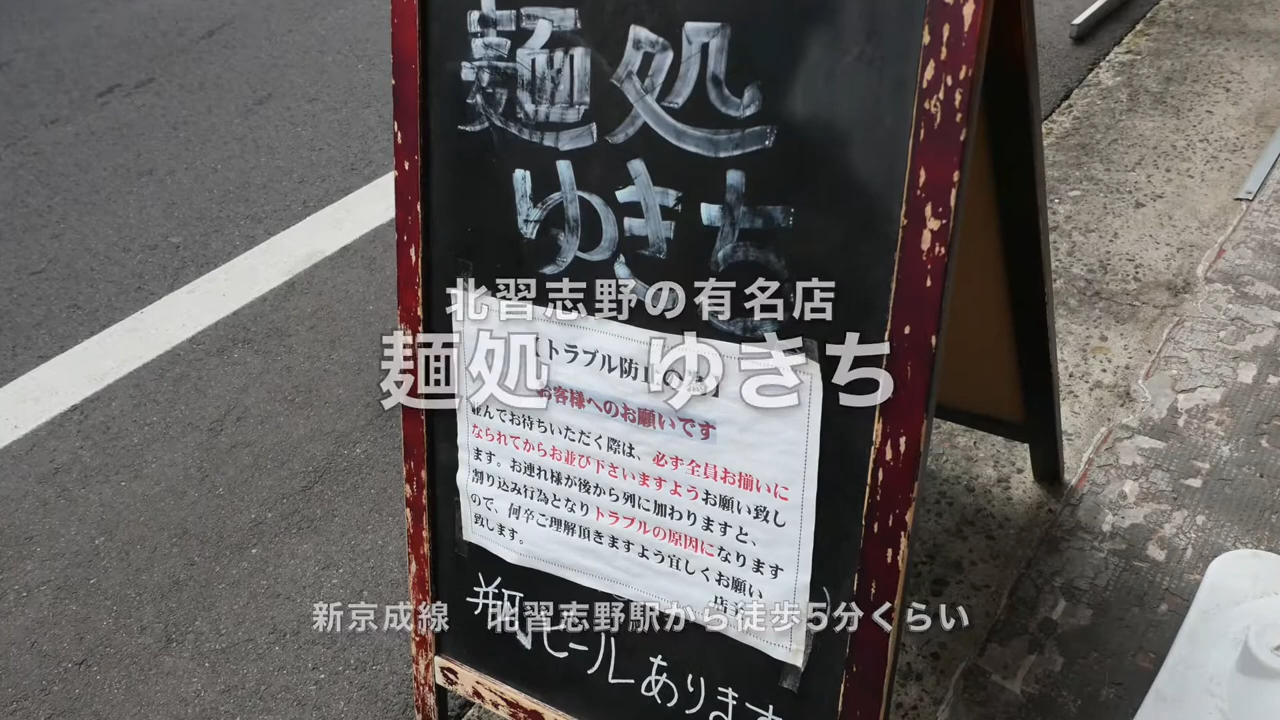 麺処
ゆきち
北習志野の有名店
麺処 ゆきち
【トラブル防止の為】
お客様へのお願いです
並んでお待ちいただく際は、必ず全員お揃いに
なられてからお並び下さいますようお願い致し
ます。お連れ様が後から列に加わりますと、
割り込み行為となりトラブルの原因になります
ので、何卒ご理解頂きますよう宜しくお願い
致します。
新京成線 北習志野駅から徒歩5分くらい
瓶ビールあります